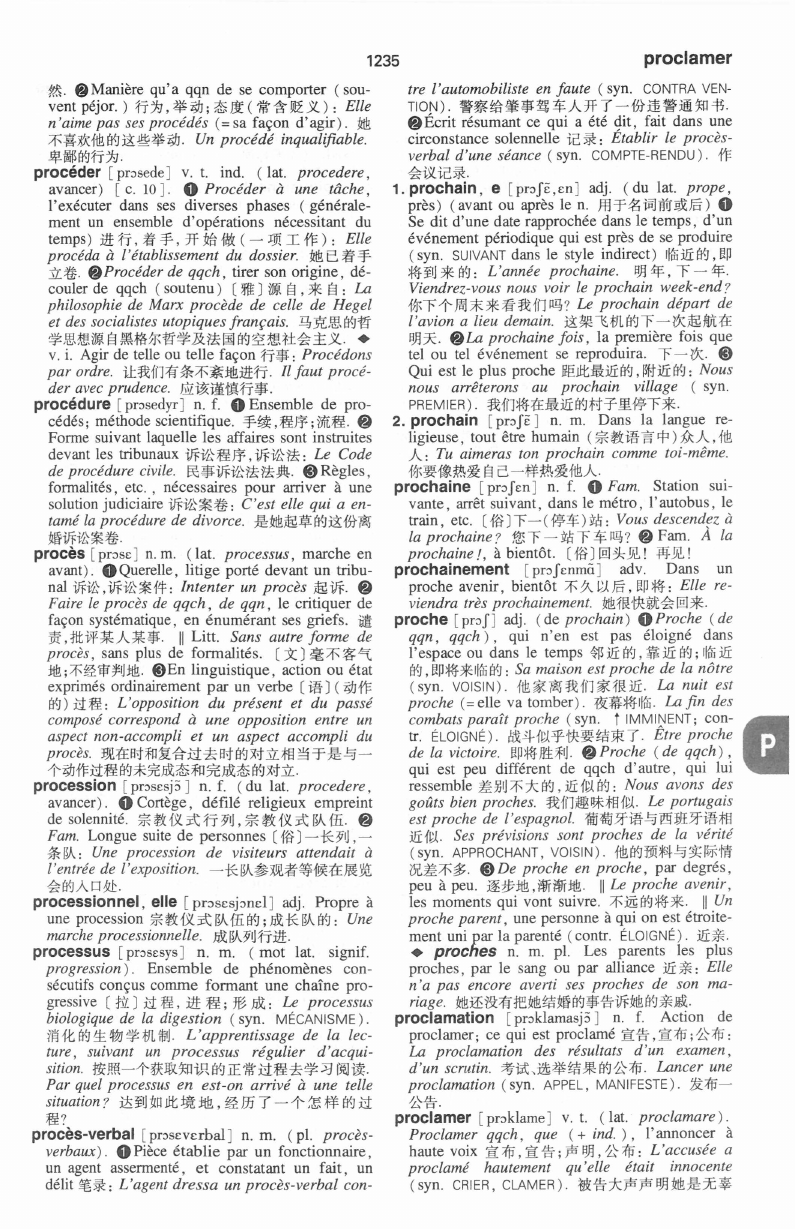 1235
proclamer
然. ❷Manière qu'a qqn de se comporter (sou-
vent péjor.) 行为,举动;态度(常含贬义): Elle
n'aime pas ses procédés (=sa façon d'agir). 她
不喜欢他的这些举动. Un procédé inqualifiable.
卑鄙的行为.
procéder [prɔsede] v. t. ind. (lat. procedere,
avancer) [c. 10]. ❶ Procéder à une tâche,
l'exécuter dans ses diverses phases (générale-
ment un ensemble d'opérations nécessitant du
temps) 进行,着手,开始做(一项工作): Elle
procéda à l'établissement du dossier. 她已着手
立卷. ❷Procéder de qqch, tirer son origine, dé-
couler de qqch (soutenu) 〔雅〕源自,来自: La
philosophie de Marx procède de celle de Hegel
et des socialistes utopiques français. 马克思的哲
学思想源自黑格尔哲学及法国的空想社会主义. ◆
v. i. Agir de telle ou telle façon 行事: Procédons
par ordre. 让我们有条不紊地进行. Il faut procé-
der avec prudence. 应该谨慎行事.
procédure [prɔsedyr] n. f. ❶Ensemble de pro-
cédés; méthode scientifique. 手续,程序;流程. ❷
Forme suivant laquelle les affaires sont instruites
devant les tribunaux 诉讼程序,诉讼法: Le Code
de procédure civile. 民事诉讼法法典. ❸Règles,
formalités, etc., nécessaires pour arriver à une
solution judiciaire 诉讼案卷: C'est elle qui a en-
tamé la procédure de divorce. 是她起草的这份离
婚诉讼案卷.
procès [prɔsɛ] n. m. (lat. processus, marche en
avant). ❶Querelle, litige porté devant un tribu-
nal 诉讼,诉讼案件: Intenter un procès 起诉. ❷
Faire le procès de qqch, de qqn, le critiquer de
façon systématique, en énumérant ses griefs. 谴
责,批评某人某事. ‖ Litt. Sans autre forme de
procès, sans plus de formalités. 〔文〕毫不客气
地;不经审判地. ❸En linguistique, action ou état
exprimés ordinairement par un verbe〔语〕(动作
的)过程: L'opposition du présent et du passé
composé correspond à une opposition entre un
aspect non-accompli et un aspect accompli du
procès. 现在时和复合过去时的对立相当于是与一
个动作过程的未完成态和完成态的对立.
procession [prɔsɛsjɔ̃] n. f. (du lat. procedere,
avancer). ❶Cortège, défilé religieux empreint
de solennité. 宗教仪式行列,宗教仪式队伍. ❷
Fam. Longue suite de personnes〔俗〕一长列,一
条队: Une procession de visiteurs attendait à
l'entrée de l'exposition. 一长队参观者等候在展览
会的入口处.
processionnel, elle [prɔsɛsjɔnɛl] adj. Propre à
une procession 宗教仪式队伍的;成长队的: Une
marche processionnelle. 成队列行进.
processus [prɔsesys] n. m. (mot lat. signif.
progression). Ensemble de phénomènes con-
sécutifs conçus comme formant une chaîne pro-
gressive〔拉〕过程,进程;形成: Le processus
biologique de la digestion (syn. MÉCANISME).
消化的生物学机制. L'apprentissage de la lec-
ture, suivant un processus régulier d'acqui-
sition. 按照一个获取知识的正常过程去学习阅读.
Par quel processus en est-on arrivé à une telle
situation? 达到如此境地,经历了一个怎样的过
程?
procès-verbal [prɔsɛvɛrbal] n. m. (pl. procès-
verbaux). ❶Pièce établie par un fonctionnaire,
un agent assermenté, et constatant un fait, un
délit 笔录: L'agent dressa un procès-verbal con-
tre l'automobiliste en faute (syn. CONTRA VEN-
TION). 警察给肇事驾车人开了一份违警通知书.
❷Écrit résumant ce qui a été dit, fait dans une
circonstance solennelle 记录: Établir le procès-
verbal d'une séance (syn. COMPTE-RENDU). 作
会议记录.
1. prochain, e [prɔʃɛ̃,ɛn] adj. (du lat. prope,
près) (avant ou après le n. 用于名词前或后) ❶
Se dit d'une date rapprochée dans le temps, d'un
événement périodique qui est près de se produire
(syn. SUIVANT dans le style indirect) 临近的,即
将到来的: L'année prochaine. 明年,下一年.
Viendrez-vous nous voir le prochain week-end?
你下个周末来看我们吗? Le prochain départ de
l'avion a lieu demain. 这架飞机的下一次起航在
明天. ❷La prochaine fois, la première fois que
tel ou tel événement se reproduira. 下一次. ❸
Qui est le plus proche 距此最近的,附近的: Nous
nous arrêterons au prochain village (syn.
PREMIER). 我们将在最近的村子里停下来.
2. prochain [prɔʃɛ̃] n. m. Dans la langue re-
ligieuse, tout être humain (宗教语言中)众人,他
人: Tu aimeras ton prochain comme toi-même.
你要像热爱自己一样热爱他人.
prochaine [prɔʃɛn] n. f. ❶ Fam. Station sui-
vante, arrêt suivant, dans le métro, l'autobus, le
train, etc. 〔俗〕下一(停车)站: Vous descendez à
la prochaine? 您下一站下车吗? ❷ Fam. À la
prochaine!, à bientôt. 〔俗〕回头见! 再见!
prochainement [prɔʃɛnmɑ̃] adv. Dans un
proche avenir, bientôt 不久以后,即将: Elle re-
viendra très prochainement. 她很快就会回来.
proche [prɔʃ] adj. (de prochain) ❶Proche (de
qqn, qqch), qui n'en est pas éloigné dans
l'espace ou dans le temps 邻近的,靠近的;临近
的,即将来临的: Sa maison est proche de la nôtre
(syn. VOISIN). 他家离我们家很近. La nuit est
proche (=elle va tomber). 夜幕将临. La fin des
combats paraît proche (syn. ↑IMMINENT; con-
tr. ÉLOIGNÉ). 战斗似乎快要结束了. Être proche
de la victoire. 即将胜利. ❷Proche (de qqch),
qui est peu différent de qqch d'autre, qui lui
ressemble 差别不大的,近似的: Nous avons des
goûts bien proches. 我们趣味相似. Le portugais
est proche de l'espagnol. 葡萄牙语与西班牙语相
近似. Ses prévisions sont proches de la vérité
(syn. APPROCHANT, VOISIN). 他的预料与实际情
况差不多. ❸De proche en proche, par degrés,
peu à peu. 逐步地,渐渐地. ‖ Le proche avenir,
les moments qui vont suivre. 不远的将来. ‖ Un
proche parent, une personne à qui on est étroite-
ment uni par la parenté (contr. ÉLOIGNÉ). 近亲.
◆ proches n. m. pl. Les parents les plus
proches, par le sang ou par alliance 近亲: Elle
n'a pas encore averti ses proches de son ma-
riage. 她还没有把她结婚的事告诉她的亲戚.
proclamation [prɔklamasjɔ̃] n. f. Action de
proclamer; ce qui est proclamé 宣告,宣布;公布:
La proclamation des résultats d'un examen,
d'un scrutin. 考试、选举结果的公布. Lancer une
proclamation (syn. APPEL, MANIFESTE). 发布一
公告.
proclamer [prɔklame] v. t. (lat. proclamare).
Proclamer qqch, que (+ ind.), l'annoncer à
haute voix 宣布,宣告;声明,公布: L'accusée a
proclamé hautement qu'elle était innocente
(syn. CRIER, CLAMER). 被告大声声明她是无辜
P